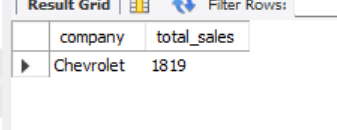 Result Grid Filter Rows:
company total_sales
Chevrolet 1819